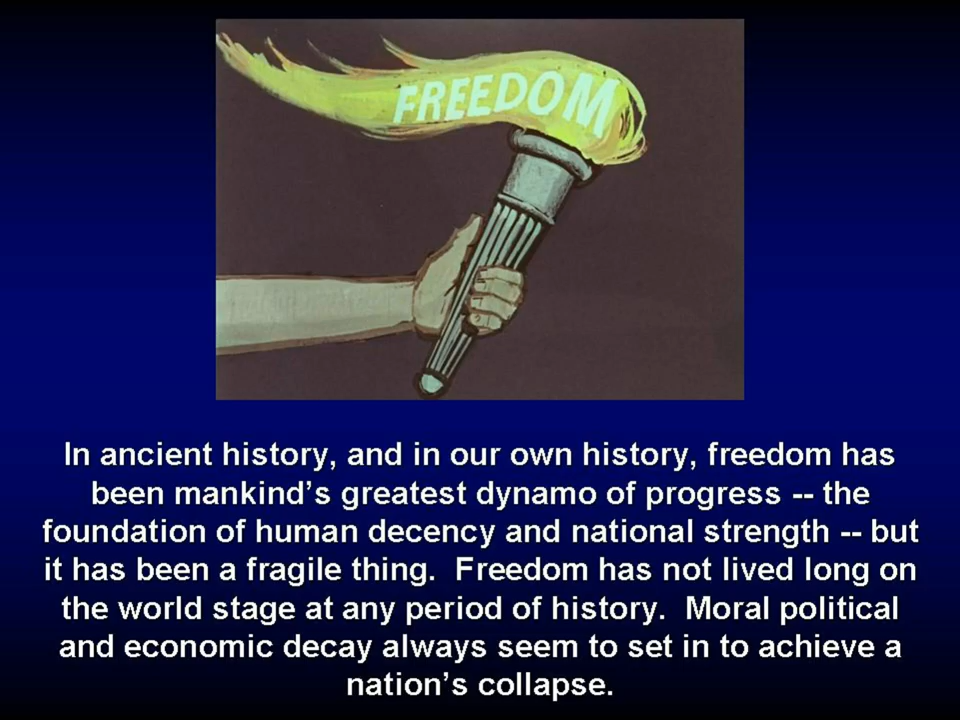 FREEDOM
In ancient history, and in our own history, freedom has
been mankind's greatest dynamo of progress -- the
foundation of human decency and national strength -- but
it has been a fragile thing.  Freedom has not lived long on
the world stage at any period of history.  Moral political
and economic decay always seem to set in to achieve a
nation's collapse.